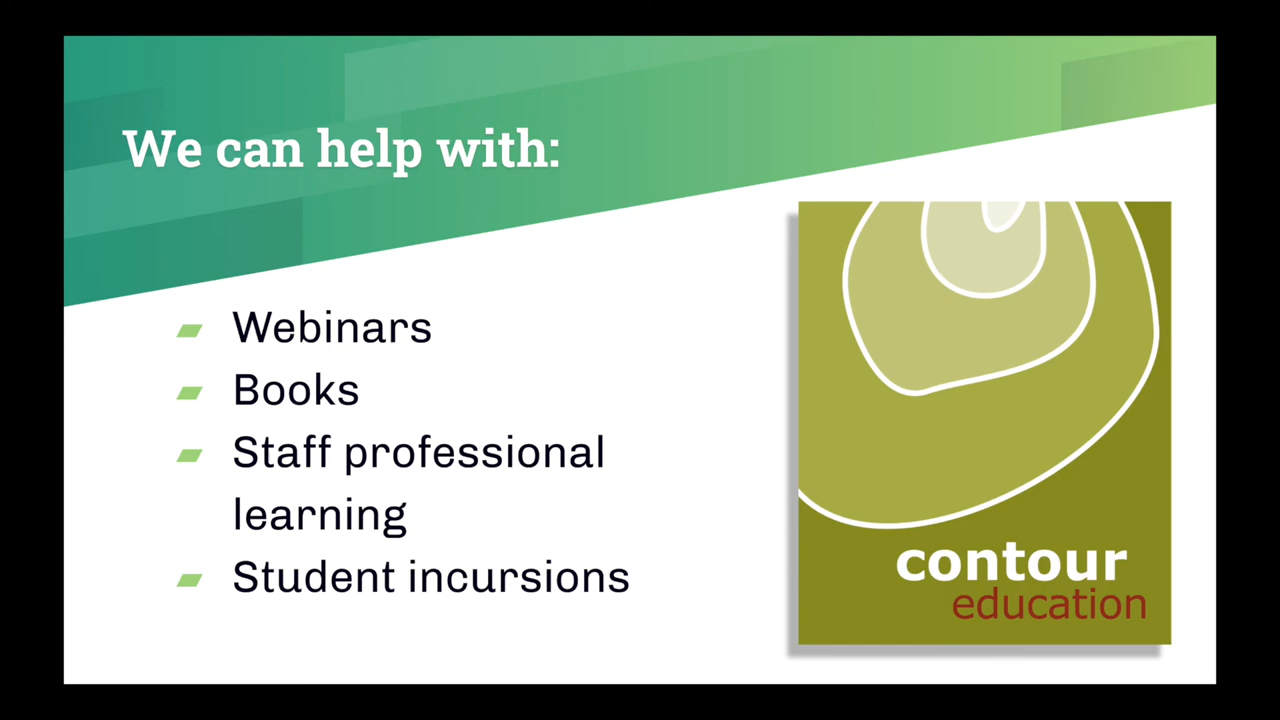 We can help with:
Webinars
Books
Staff professional
learning
Student incursions
contour
education